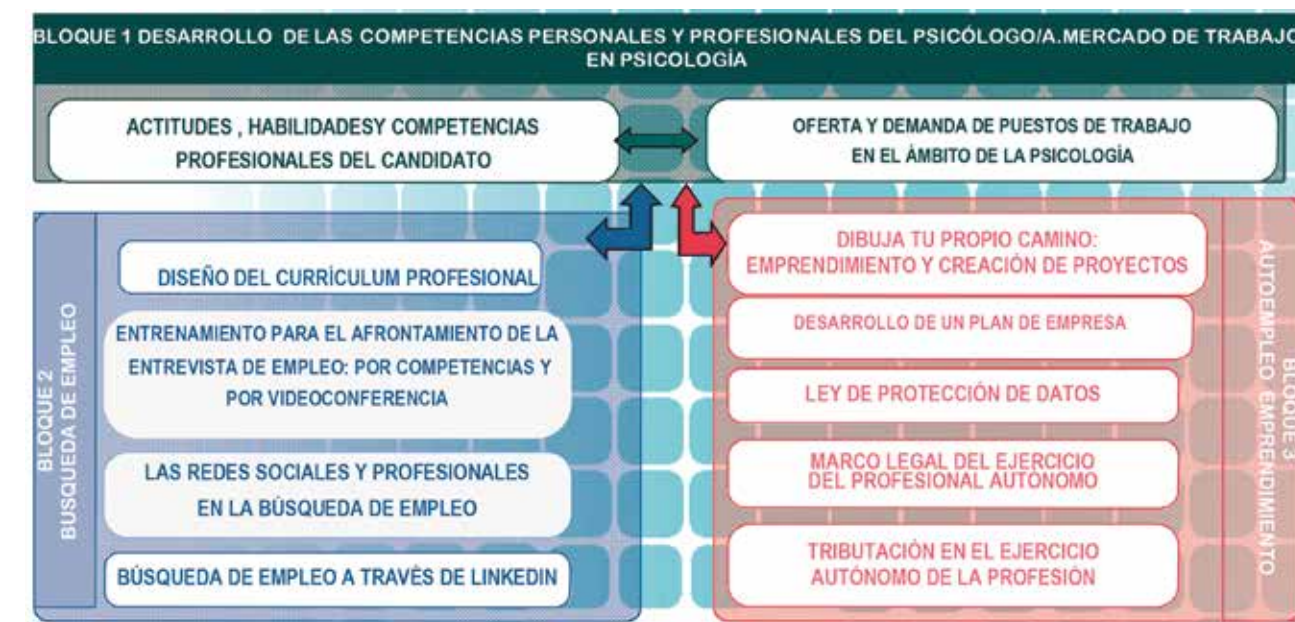 BLOQUE 1 DESARROLLO DE LAS COMPETENCIAS PERSONALES Y PROFESIONALES DEL PSICÓLOGO/A.MERCADO DE TRABAJO
EN PSICOLOGÍA
ACTITUDES , HABILIDADESY COMPETENCIAS
PROFESIONALES DEL CANDIDATO
OFERTA Y DEMANDA DE PUESTOS DE TRABAJO
EN EL ÁMBITO DE LA PSICOLOGÍA
BLOQUE 2
BUSQUEDA DE EMPLEO
DISEÑO DEL CURRÍCULUM PROFESIONAL
ENTRENAMIENTO PARA EL AFRONTAMIENTO DE LA
ENTREVISTA DE EMPLEO: POR COMPETENCIAS Y
POR VIDEOCONFERENCIA
LAS REDES SOCIALES Y PROFESIONALES
EN LA BÚSQUEDA DE EMPLEO
BÚSQUEDA DE EMPLEO A TRAVÉS DE LINKEDIN
DIBUJA TU PROPIO CAMINO:
EMPRENDIMIENTO Y CREACIÓN DE PROYECTOS
DESARROLLO DE UN PLAN DE EMPRESA
LEY DE PROTECCIÓN DE DATOS
MARCO LEGAL DEL EJERCICIO
DEL PROFESIONAL AUTÓNOMO
TRIBUTACIÓN EN EL EJERCICIO
AUTÓNOMO DE LA PROFESIÓN
BLOQUE 3
AUTOEMPLEO EMPRENDIMIENTO